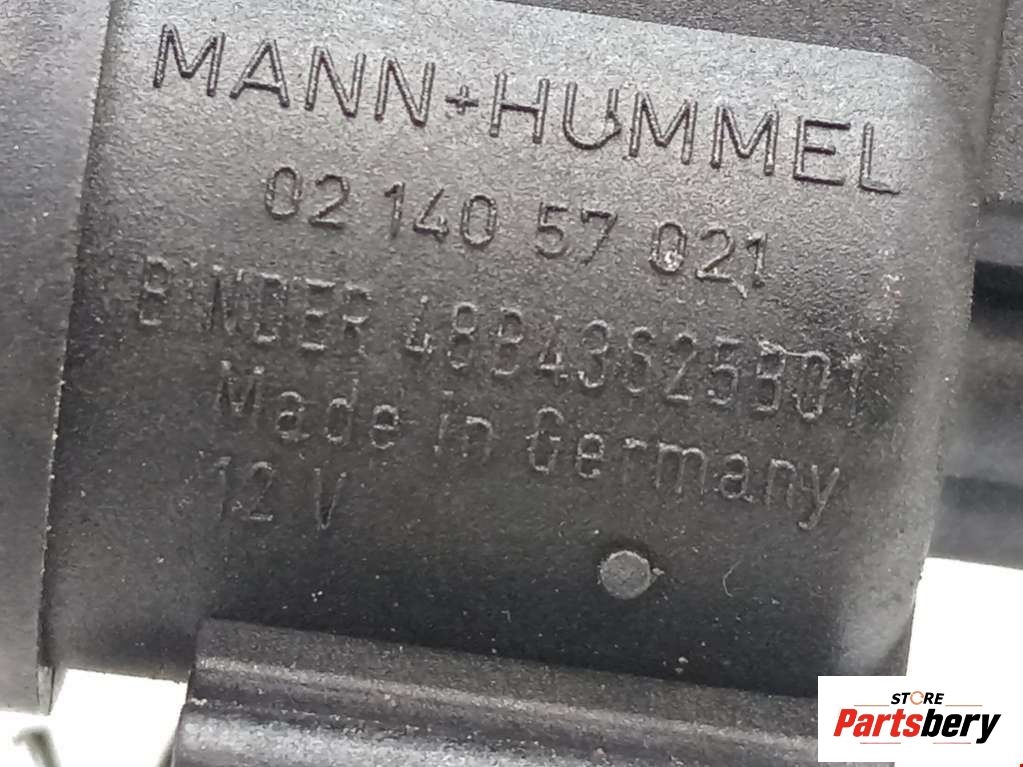 MANN+HUMMEL
02 140 57 021
BINDER 48B43625B01
Made in Germany
12 V
STORE
Partsbery